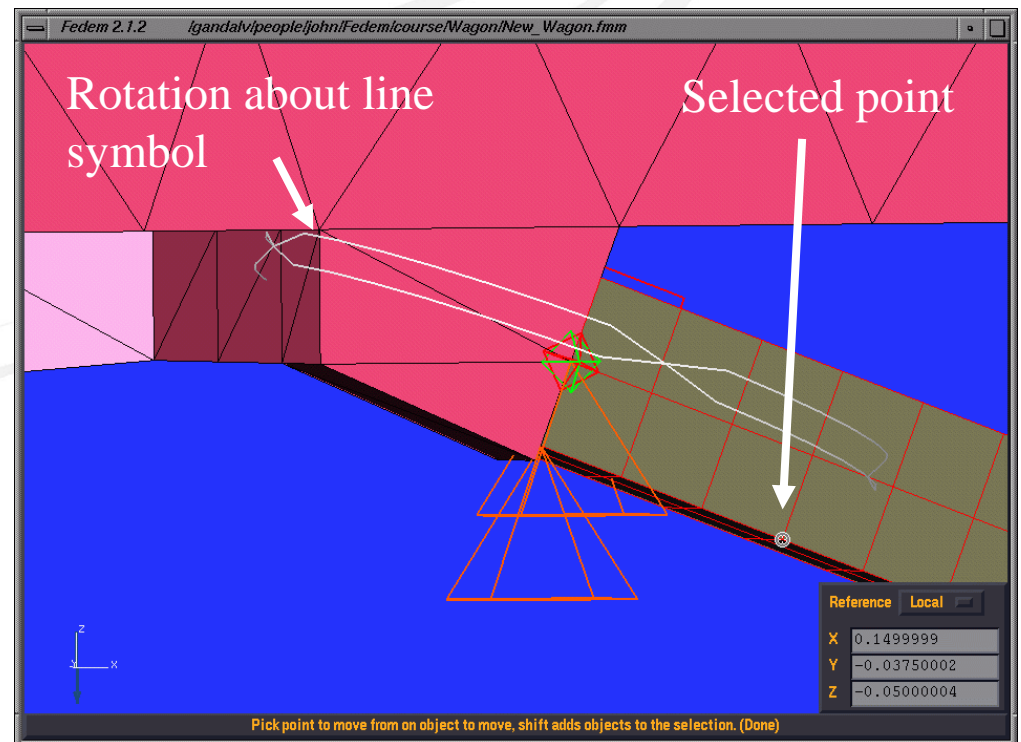 Fedem 2.1.2 /gandalv/people/john/Fedem/course/Wagon/New_Wagon.fmm
Rotation about line
symbol
Selected point
Reference Local
X 0.1499999
Y -0.03750002
Z -0.05000004
Z
Y X
Pick point to move from on object to move, shift adds objects to the selection. (Done)